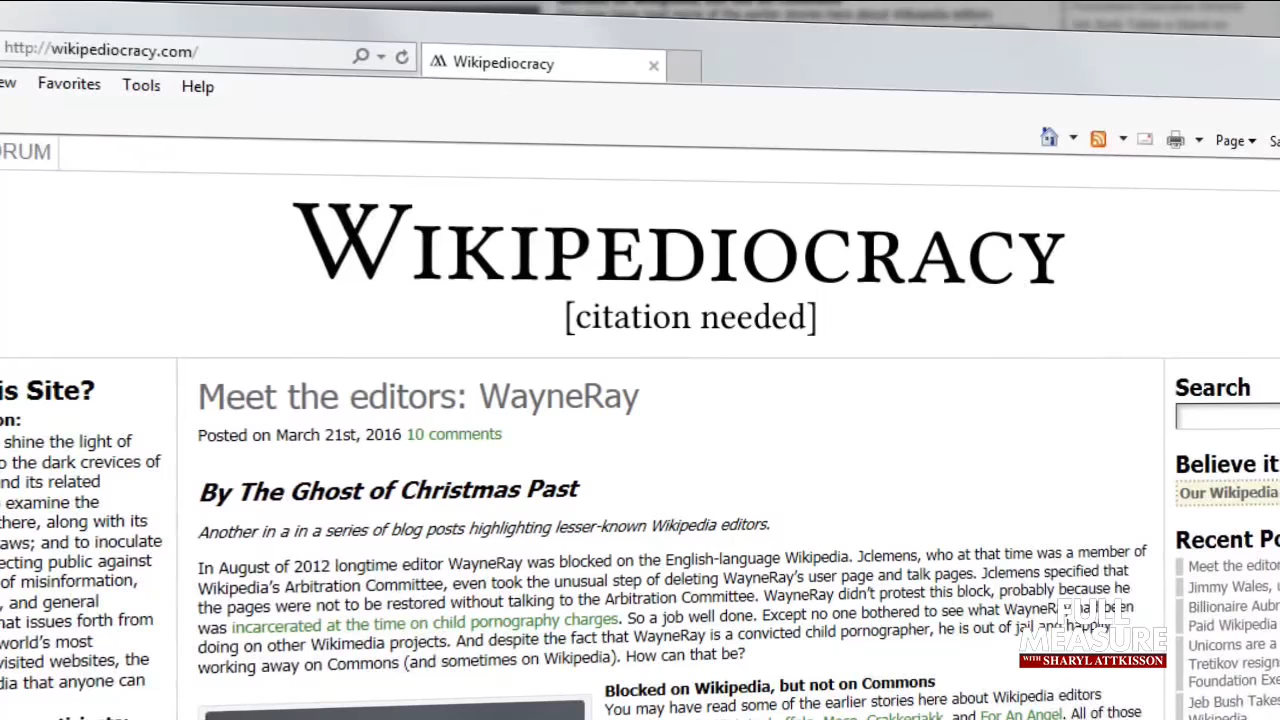 http://wikipediocracy.com/
Wikipediocracy
ew Favorites Tools Help
Page
ORUM
WIKIPEDIOCRACY
[citation needed]
is Site?
on:
shine the light of
o the dark crevices of
nd its related
examine the
there, along with its
aws; and to inoculate
ecting public against
of misinformation,
, and general
hat issues forth from
world's most
visited websites, the
dia that anyone can
Meet the editors: WayneRay
Posted on March 21st, 2016 10 comments
By The Ghost of Christmas Past
Another in a in a series of blog posts highlighting lesser-known Wikipedia editors.
In August of 2012 longtime editor WayneRay was blocked on the English-language Wikipedia. Jclemens, who at that time was a member of
Wikipedia's Arbitration Committee, even took the unusual step of deleting WayneRay's user page and talk pages. Jclemens specified that
the pages were not to be restored without talking to the Arbitration Committee. WayneRay didn't protest this block, probably because he
was incarcerated at the time on child pornography charges. So a job well done. Except no one bothered to see what WayneRay had been
doing on other Wikimedia projects. And despite the fact that WayneRay is a convicted child pornographer, he is out of jail and happily
working away on Commons (and sometimes on Wikipedia). How can that be?
Blocked on Wikipedia, but not on Commons
You may have read some of the earlier stories here about Wikipedia editors
and For An Angel. All of those
Search
Believe it
Our Wikipedia
Recent Po
Meet the editor
Jimmy Wales, u
Billionaire Aubr
Paid Wikipedia
Unicorns are a
Tretikov resign
Foundation Exe
Jeb Bush Take
Wikipedia
FULL
MEASURE
WITH SHARYL ATTKISSON